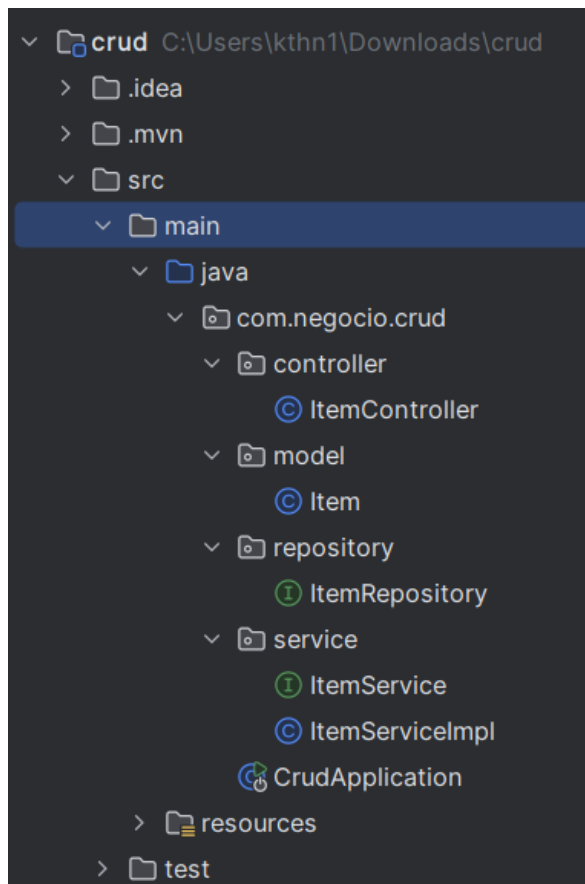 crud C:\Users\kthn1\Downloads\crud
.idea
.mvn
src
main
java
com.negocio.crud
controller
ItemController
model
Item
repository
ItemRepository
service
ItemService
ItemServiceImpl
CrudApplication
resources
test